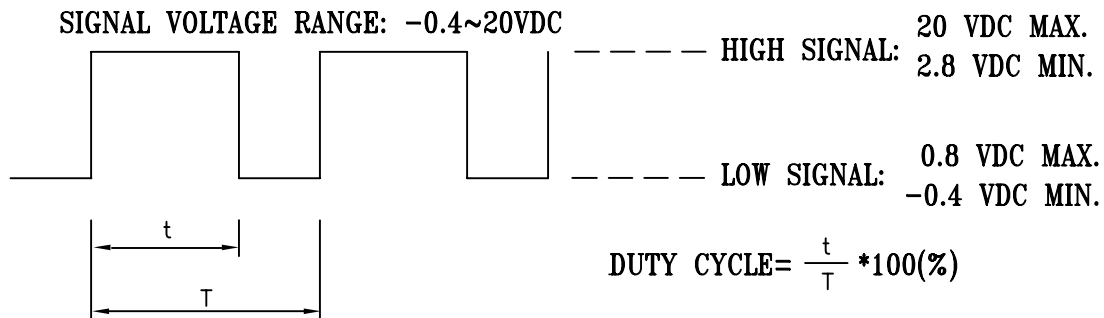 SIGNAL VOLTAGE RANGE: -0.4~20VDC
HIGH SIGNAL: 20 VDC MAX.
2.8 VDC MIN.
LOW SIGNAL: 0.8 VDC MAX.
-0.4 VDC MIN.
t
T
DUTY CYCLE= t/T *100(%)